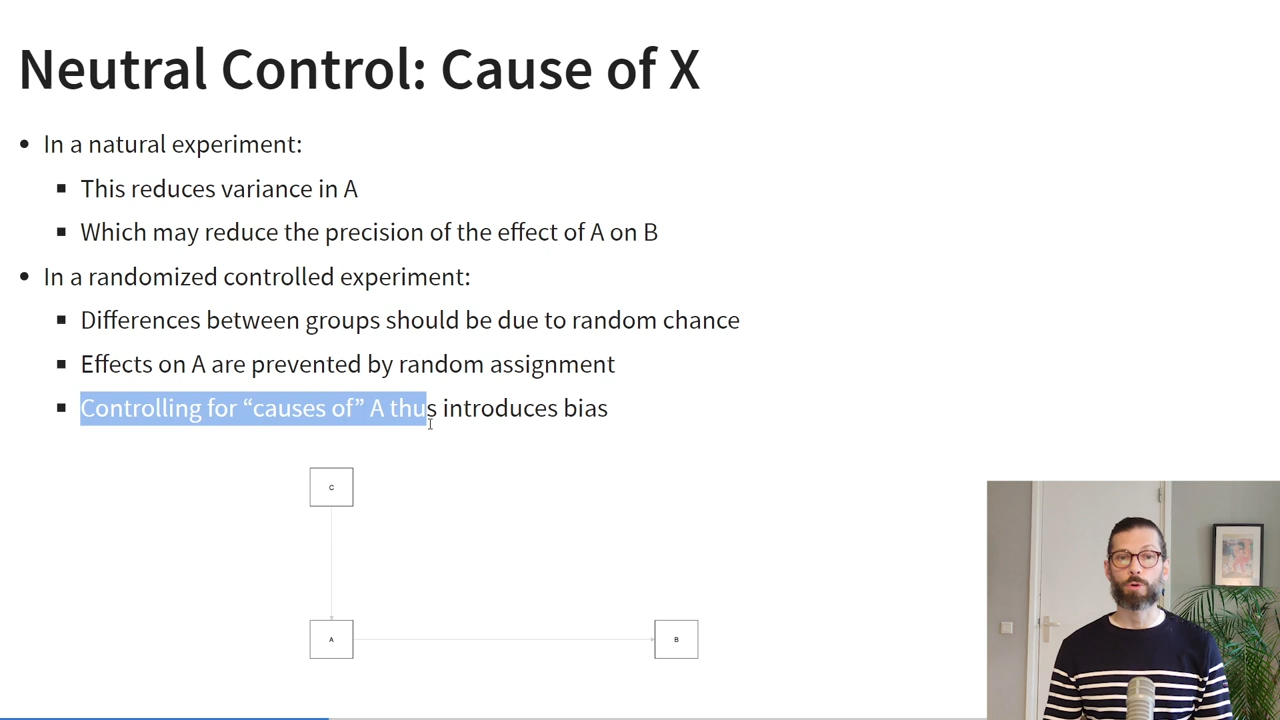 Neutral Control: Cause of X
• In a natural experiment:
▪ This reduces variance in A
▪ Which may reduce the precision of the effect of A on B
• In a randomized controlled experiment:
▪ Differences between groups should be due to random chance
▪ Effects on A are prevented by random assignment
▪ Controlling for “causes of” A thus introduces bias
C
A
B